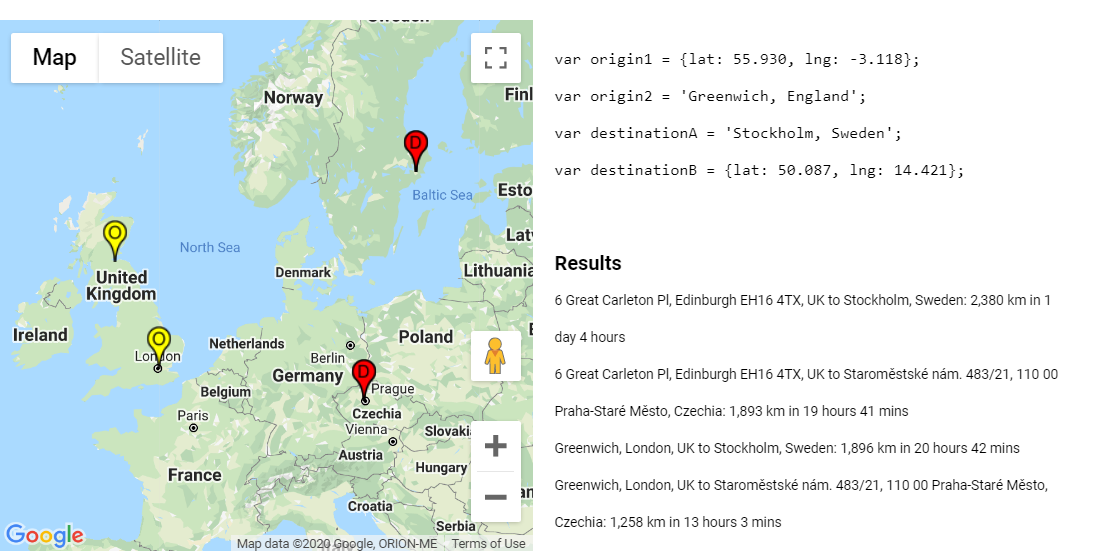 Sweden
Map
Satellite
Norway
Finl
D
Baltic Sea
Esto
O
North Sea
Latv
United
Kingdom
Denmark
Lithuania
Ireland
O
London
Netherlands
Poland
Berlin
Germany
D
Prague
Belgium
Czechia
Paris
Vienna
Slovaki
Austria
France
Hungary
Croatia
Serbia
Google
Map data ©2020 Google, ORION-ME
Terms of Use
var origin1 = {lat: 55.930, lng: -3.118};
var origin2 = 'Greenwich, England';
var destinationA = 'Stockholm, Sweden';
var destinationB = {lat: 50.087, lng: 14.421};
Results
6 Great Carleton Pl, Edinburgh EH16 4TX, UK to Stockholm, Sweden: 2,380 km in 1
day 4 hours
6 Great Carleton Pl, Edinburgh EH16 4TX, UK to Staroměstské nám. 483/21, 110 00
Praha-Staré Město, Czechia: 1,893 km in 19 hours 41 mins
Greenwich, London, UK to Stockholm, Sweden: 1,896 km in 20 hours 42 mins
Greenwich, London, UK to Staroměstské nám. 483/21, 110 00 Praha-Staré Město,
Czechia: 1,258 km in 13 hours 3 mins